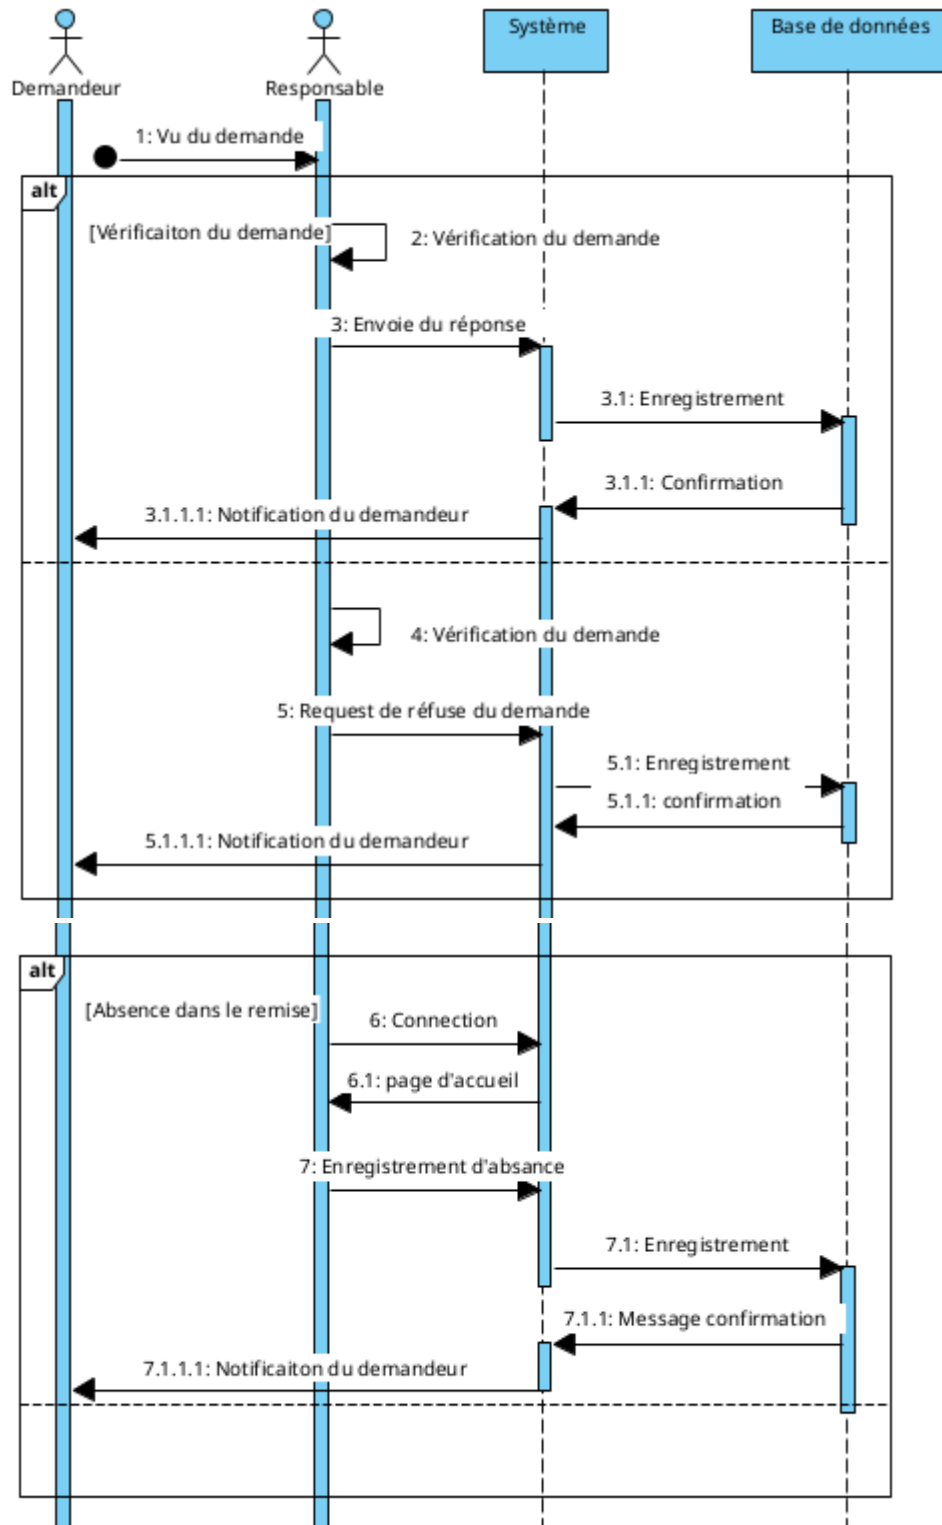 Demandeur
Responsable
Système
Base de données
1: Vu du demande
alt
[Vérificaiton du demande]
2: Vérification du demande
3: Envoie du réponse
3.1: Enregistrement
3.1.1: Confirmation
3.1.1.1: Notification du demandeur
4: Vérification du demande
5: Request de réfuse du demande
5.1: Enregistrement
5.1.1: confirmation
5.1.1.1: Notification du demandeur
alt
[Absence dans le remise]
6: Connection
6.1: page d'accueil
7: Enregistrement d'absance
7.1: Enregistrement
7.1.1: Message confirmation
7.1.1.1: Notificaiton du demandeur